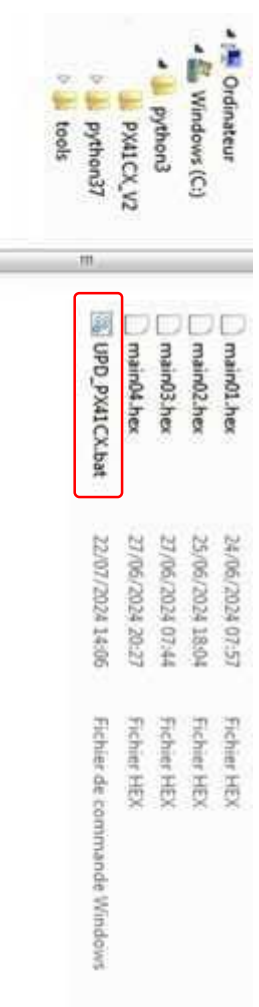 Ordinateur
Windows (C:)
python3
PX41CX_V2
python37
tools
main01.hex 24/06/2024 07:57 Fichier HEX
main02.hex 25/06/2024 18:04 Fichier HEX
main03.hex 27/06/2024 07:44 Fichier HEX
main04.hex 27/06/2024 20:27 Fichier HEX
UPD_PX41CX.bat 22/07/2024 14:06 Fichier de commande Windows